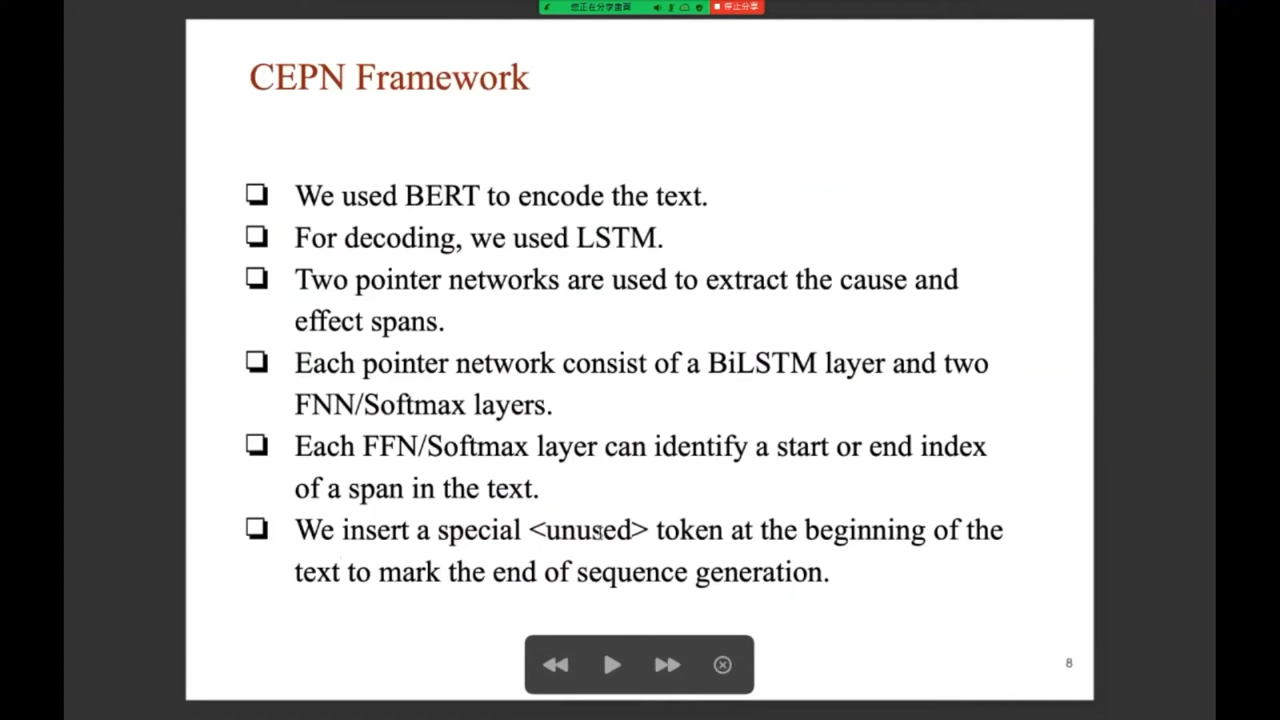 您正在分享画面
停止分享
CEPN Framework
We used BERT to encode the text.
For decoding, we used LSTM.
Two pointer networks are used to extract the cause and
effect spans.
Each pointer network consist of a BiLSTM layer and two
FNN/Softmax layers.
Each FFN/Softmax layer can identify a start or end index
of a span in the text.
We insert a special <unused> token at the beginning of the
text to mark the end of sequence generation.
8